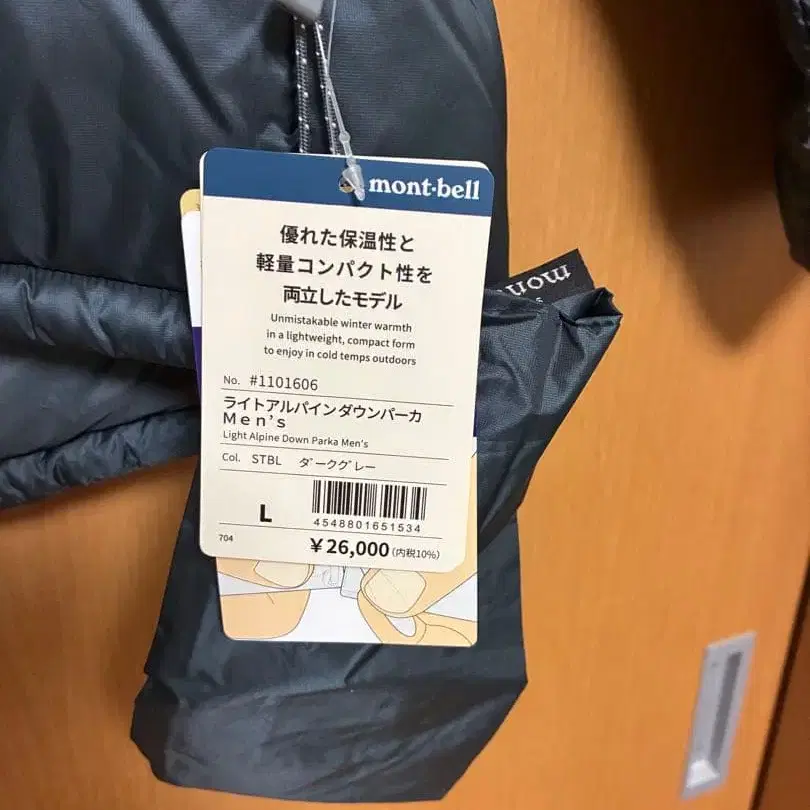 mont-bell
優れた保温性と
軽量コンパクト性を
両立したモデル
Unmistakable winter warmth
in a lightweight, compact form
to enjoy in cold temps outdoors
No. #1101606
ライトアルパインダウンパーカ
Men's
Light Alpine Down Parka Men's
Col. STBL ダークグレー
L
4548801651534
704
¥26,000(内税10%)
mon